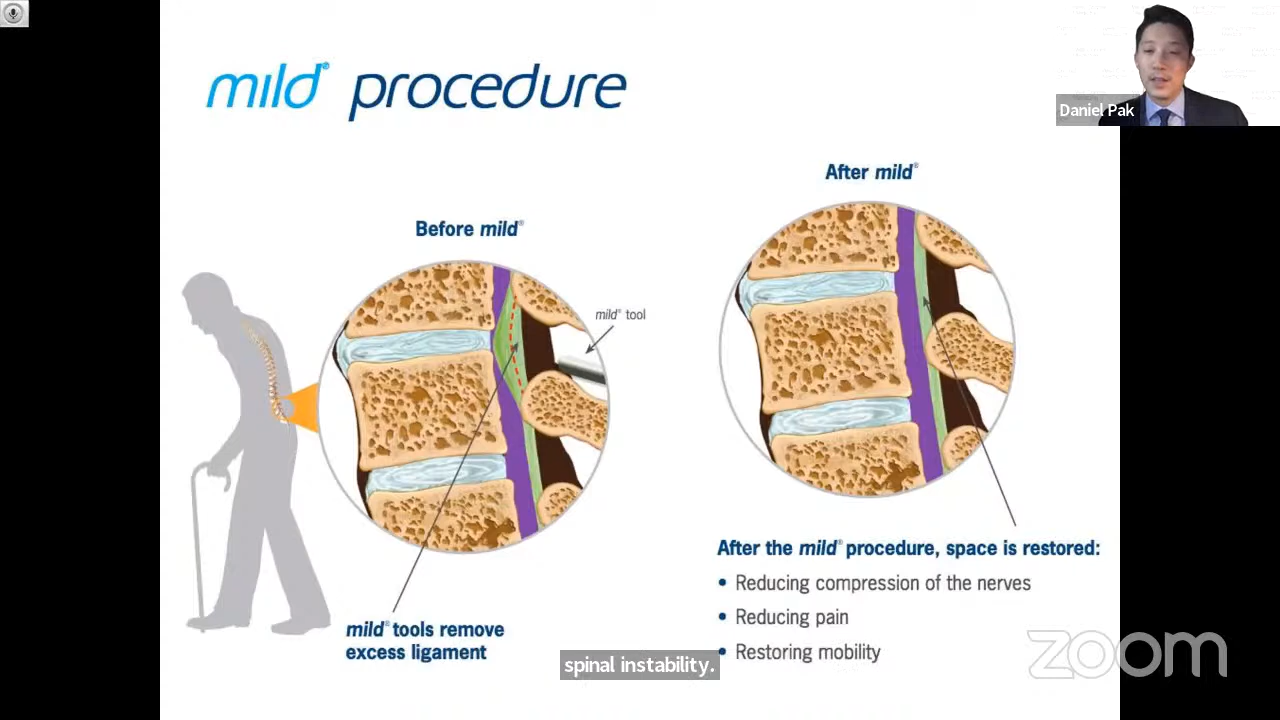 mild® procedure
Daniel Pak
After mild®
Before mild®
mild® tool
After the mild® procedure, space is restored:
• Reducing compression of the nerves
• Reducing pain
• Restoring mobility
mild® tools remove
excess ligament
spinal instability.
zoom